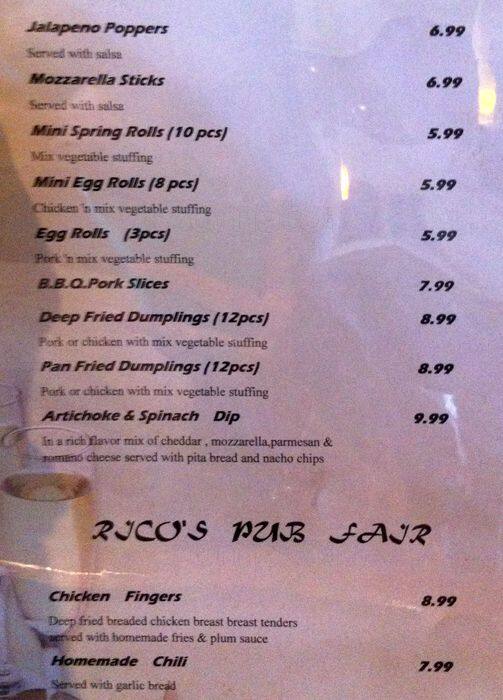 Jalapeno Poppers 6.99
Served with salsa
Mozzarella Sticks 6.99
Served with salsa
Mini Spring Rolls (10 pcs) 5.99
Mix vegetable stuffing
Mini Egg Rolls (8 pcs) 5.99
Chicken 'n mix vegetable stuffing
Egg Rolls (3pcs) 5.99
Pork 'n mix vegetable stuffing
B.B.Q.Pork Slices 7.99
Deep Fried Dumplings (12pcs) 8.99
Pork or chicken with mix vegetable stuffing
Pan Fried Dumplings (12pcs) 8.99
Pork or chicken with mix vegetable stuffing
Artichoke & Spinach Dip 9.99
In a rich flavor mix of cheddar , mozzarella,parmesan &
romano cheese served with pita bread and nacho chips
RICO'S PUB FAIR
Chicken Fingers 8.99
Deep fried breaded chicken breast breast tenders
served with homemade fries & plum sauce
Homemade Chili 7.99
Served with garlic bread